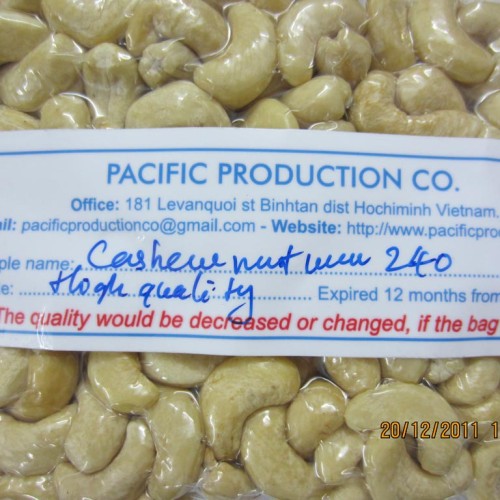 PACIFIC PRODUCTION CO.
Office: 181 Levanquoi st Binhtan dist Hochiminh Vietnam.
il: pacificproductionco@gmail.com - Website: http://www.pacificpro
ple name: Cashew nut ww 240
e: High quality Expired 12 months from
The quality would be decreased or changed, if the bag
20/12/2011 1